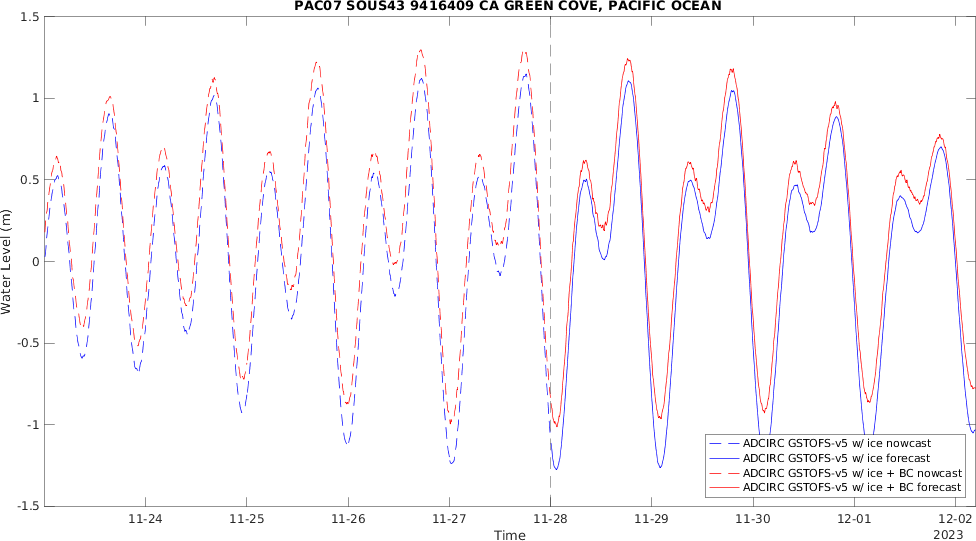 PAC07 SOUS43 9416409 CA GREEN COVE, PACIFIC OCEAN
1.5
1
0.5
0
-0.5
-1
-1.5
Water Level (m)
ADCIRC GSTOFS-v5 w/ ice nowcast
ADCIRC GSTOFS-v5 w/ ice forecast
ADCIRC GSTOFS-v5 w/ ice + BC nowcast
ADCIRC GSTOFS-v5 w/ ice + BC forecast
11-24 11-25 11-26 11-27 11-28 11-29 11-30 12-01 12-02
Time 2023